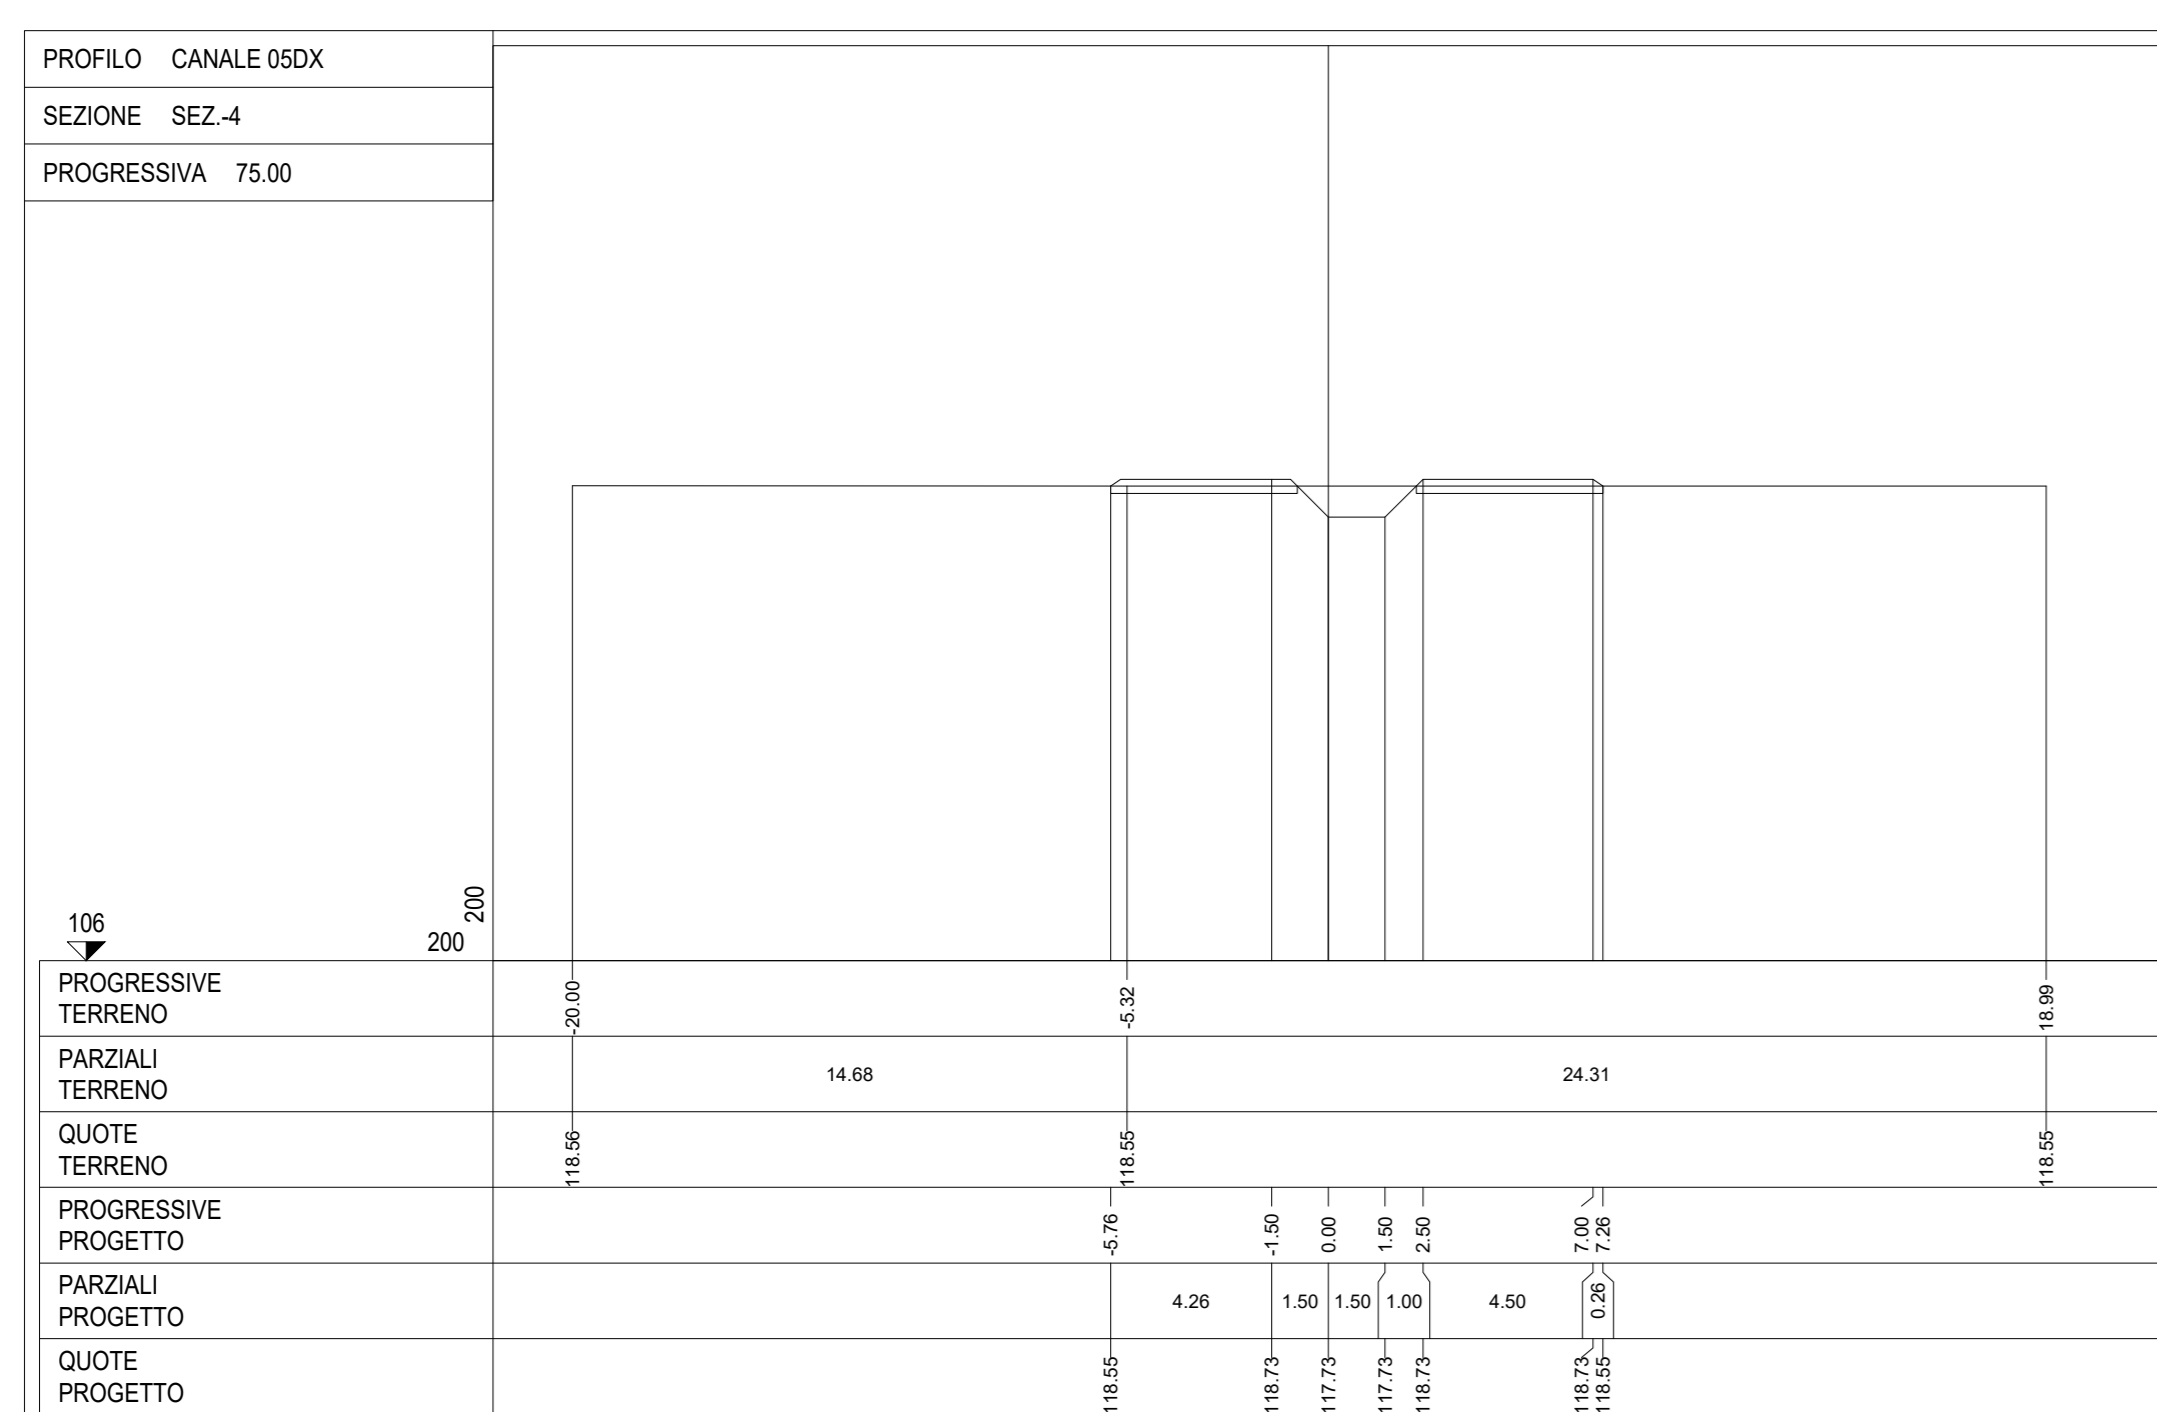 PROFILO CANALE 05DX
SEZIONE SEZ.-4
PROGRESSIVA 75.00
200
106
200
PROGRESSIVE
TERRENO
-20.00
-5.32
18.99
PARZIALI
TERRENO
14.68
24.31
QUOTE
TERRENO
118.56
118.55
118.55
PROGRESSIVE
PROGETTO
-5.76
-1.50
0.00
1.50
2.50
7.00
7.26
PARZIALI
PROGETTO
4.26
1.50
1.50
1.00
4.50
0.26
QUOTE
PROGETTO
118.55
118.73
117.73
117.73
118.73
118.73
118.55